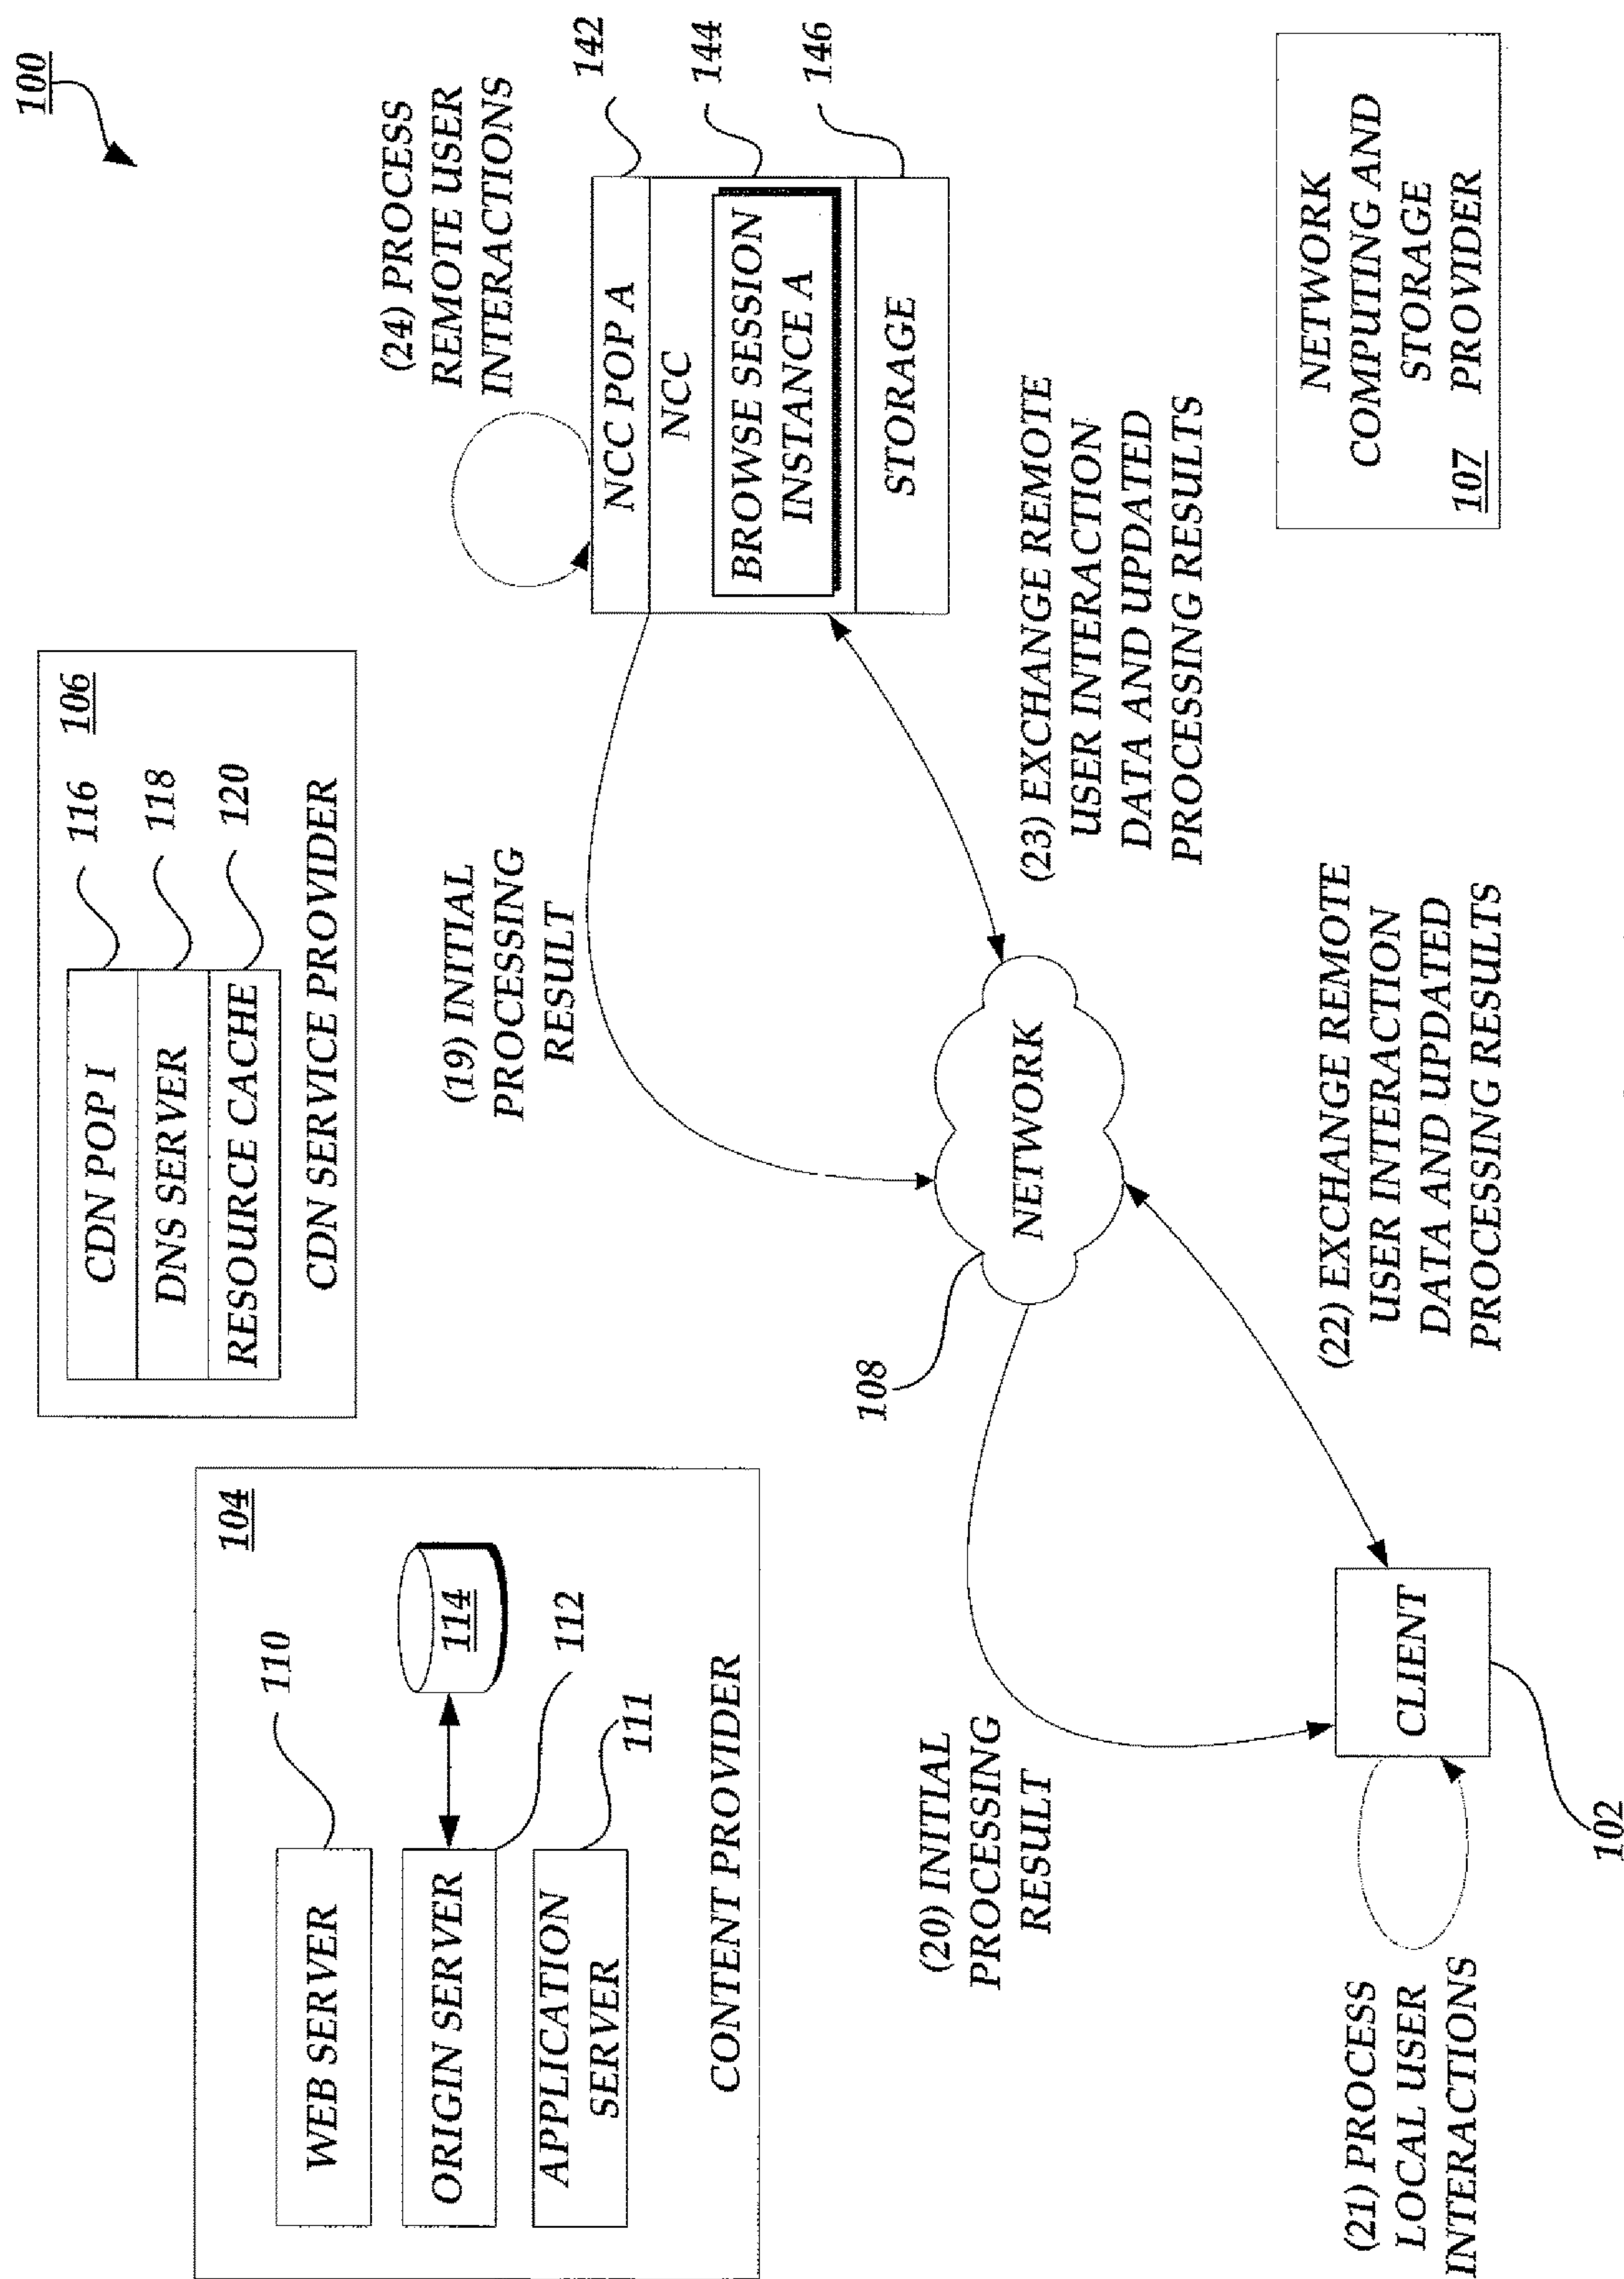 100
104
WEB SERVER
110
ORIGIN SERVER
114
112
APPLICATION
SERVER
111
CONTENT PROVIDER
106
CDN POP I
116
DNS SERVER
118
RESOURCE CACHE
120
CDN SERVICE PROVIDER
(24) PROCESS
REMOTE USER
INTERACTIONS
NCC POP A
142
NCC
144
BROWSE SESSION
INSTANCE A
STORAGE
146
(19) INITIAL
PROCESSING
RESULT
108
NETWORK
(23) EXCHANGE REMOTE
USER INTERACTION
DATA AND UPDATED
PROCESSING RESULTS
(20) INITIAL
PROCESSING
RESULT
(22) EXCHANGE REMOTE
USER INTERACTION
DATA AND UPDATED
PROCESSING RESULTS
CLIENT
102
(21) PROCESS
LOCAL USER
INTERACTIONS
NETWORK
COMPUTING AND
STORAGE
107 PROVIDER